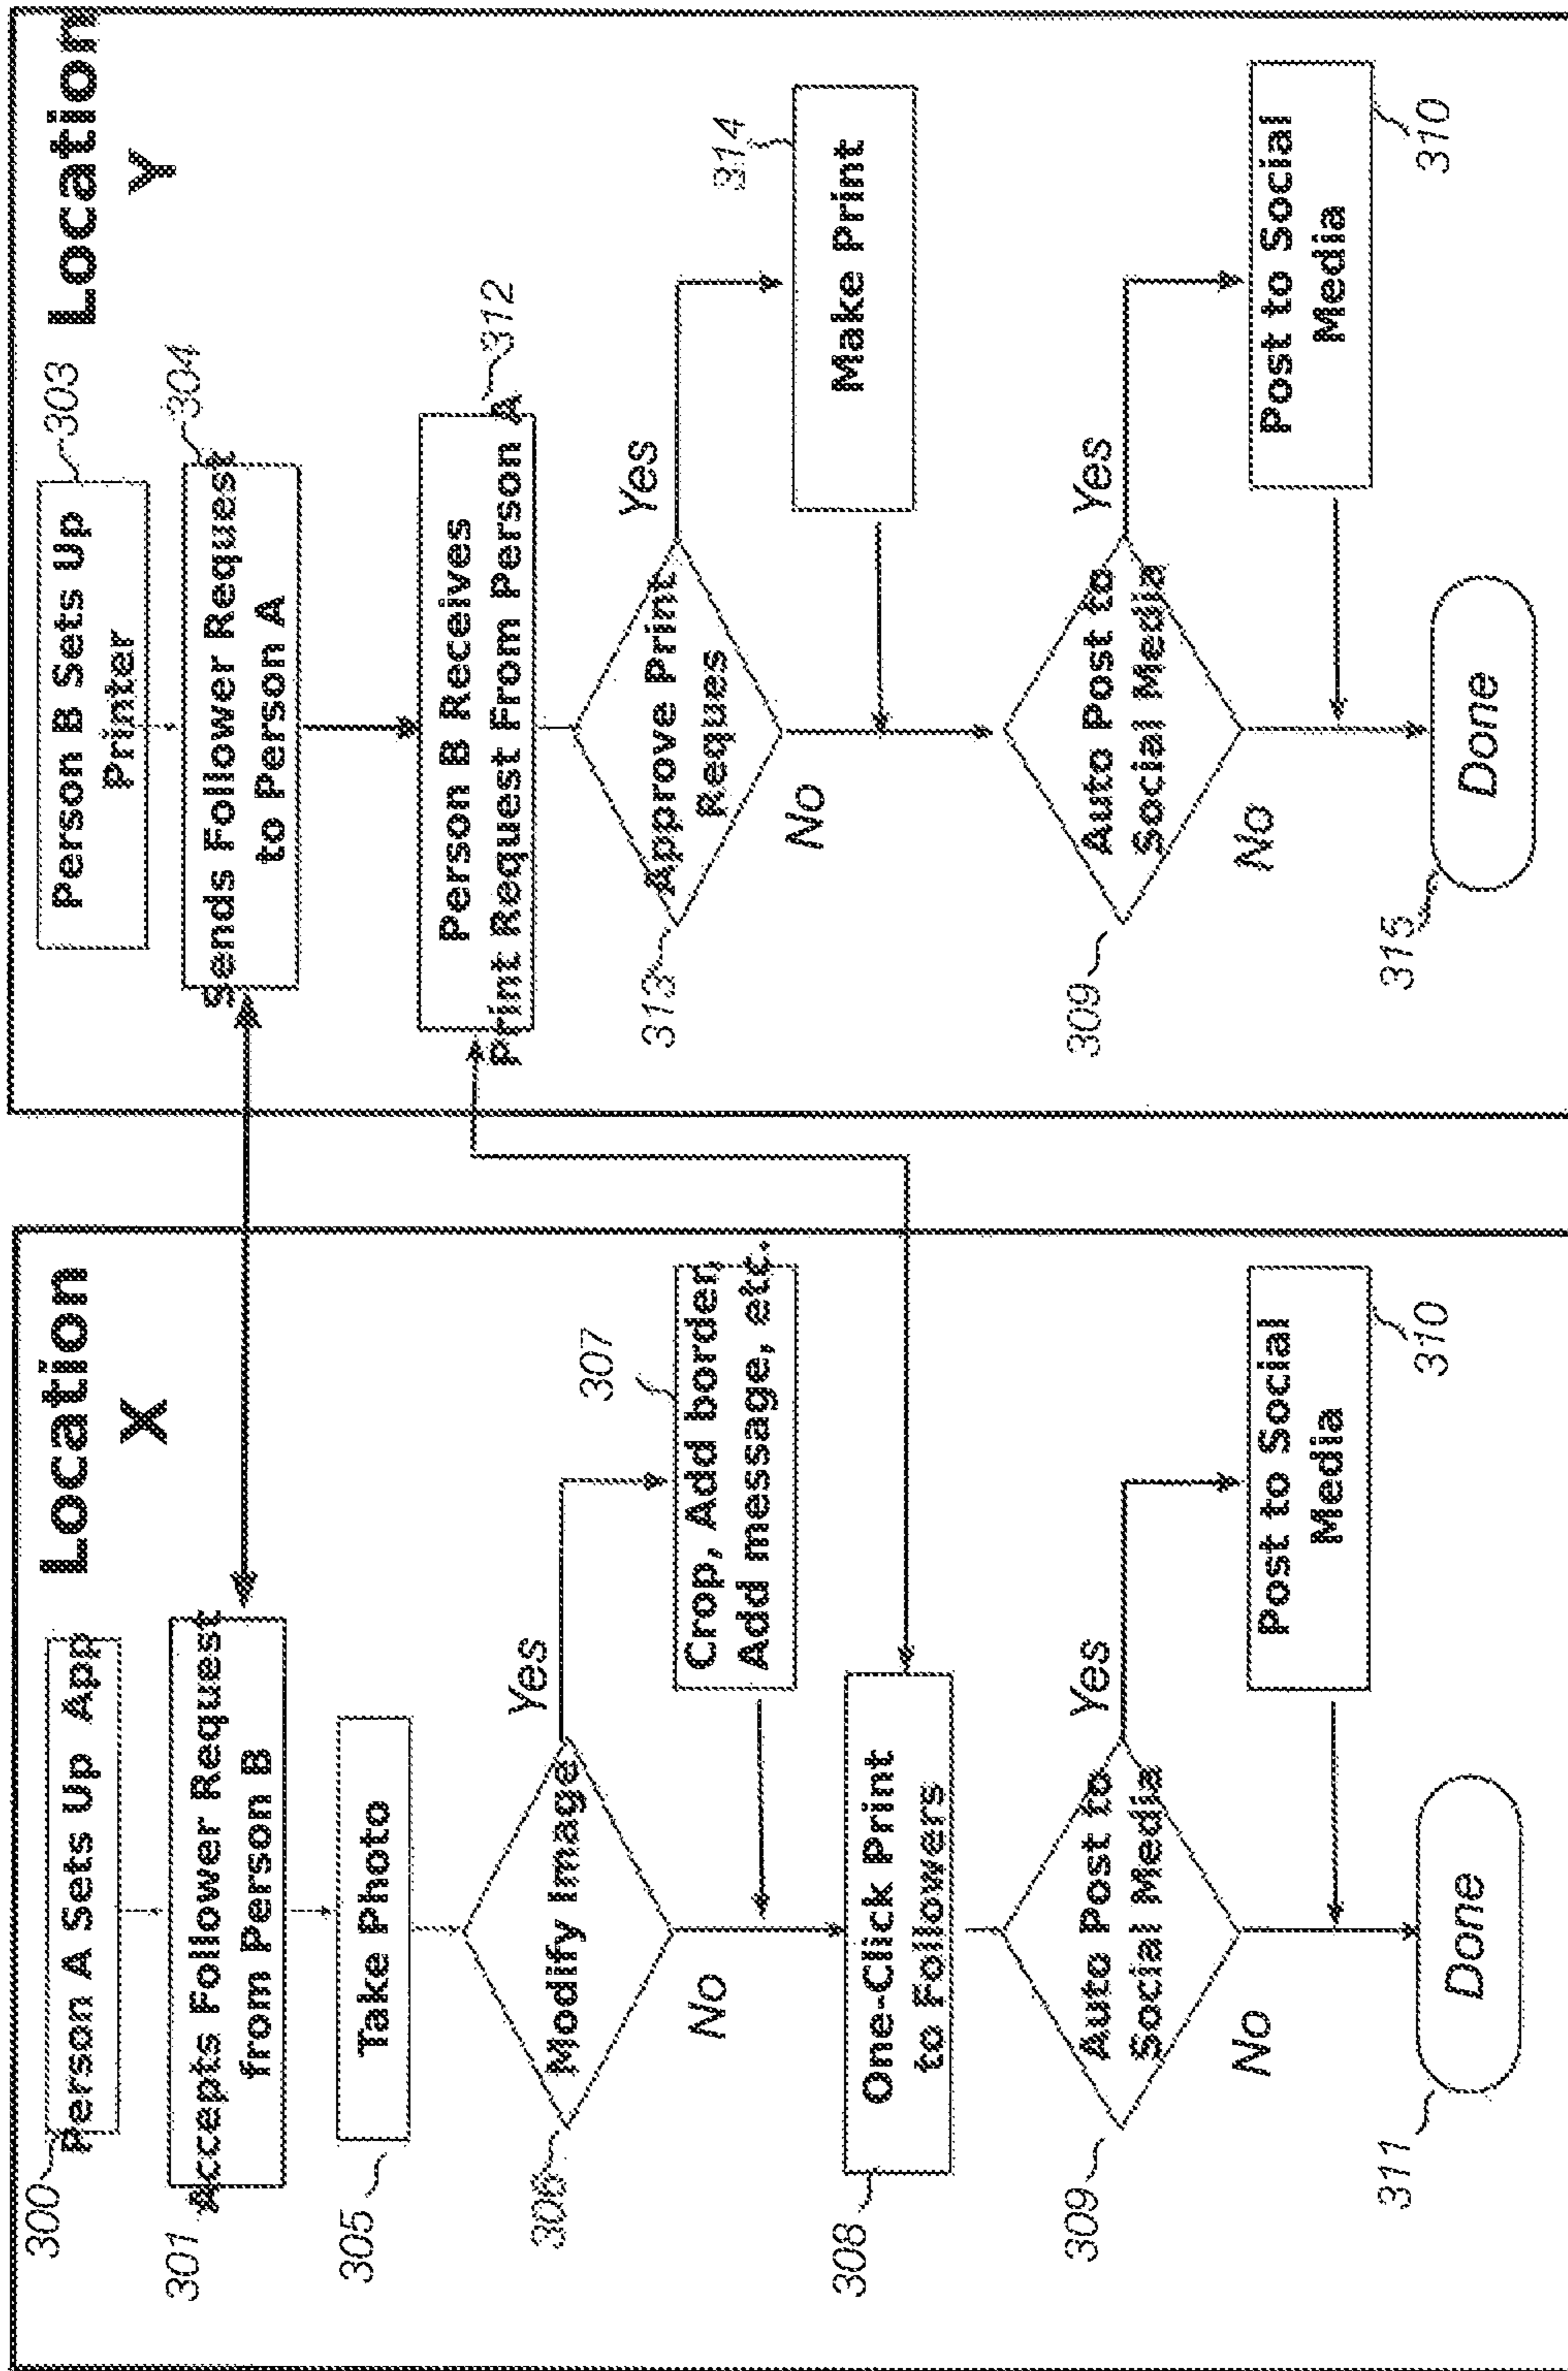 Location
X
300
Person A Sets Up App
301
Accepts Follower Request
from Person B
305
Take Photo
306
Modify Image
Yes
No
307
Crop, Add border,
Add message, etc.
308
One-Click Print
to Followers
309
Auto Post to
Social Media
Yes
No
Post to Social
Media
310
311
Done
Location
Y
303
Person B Sets Up
Printer
304
Sends Follower Request
to Person A
312
Person B Receives
Print Request From Person A
313
Approve Print
Reques
Yes
No
314
Make Print
309
Auto Post to
Social Media
Yes
No
Post to Social
Media
310
315
Done